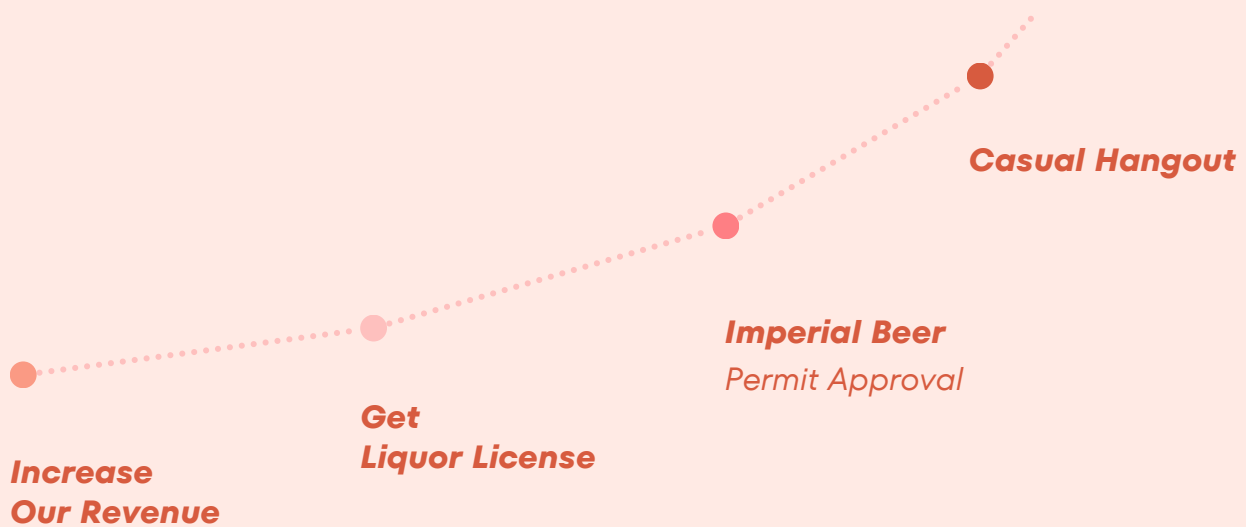 Increase
Our Revenue
Get
Liquor License
Imperial Beer
Permit Approval
Casual Hangout